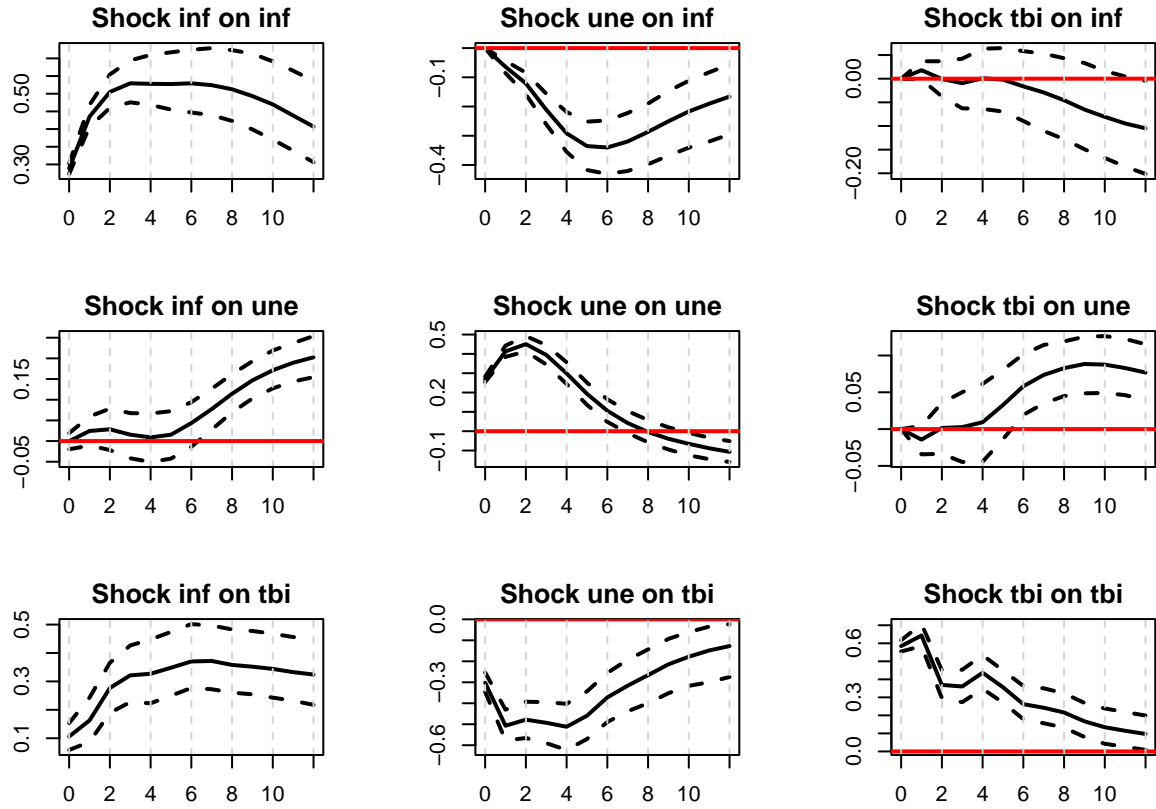 Shock inf on inf
0.30 0.50
0 2 4 6 8 10
Shock une on inf
−0.4 −0.1
0 2 4 6 8 10
Shock tbi on inf
−0.20 0.00
0 2 4 6 8 10
Shock inf on une
−0.05 0.15
0 2 4 6 8 10
Shock une on une
−0.1 0.2 0.5
0 2 4 6 8 10
Shock tbi on une
−0.05 0.05
0 2 4 6 8 10
Shock inf on tbi
0.1 0.3 0.5
0 2 4 6 8 10
Shock une on tbi
−0.6 −0.3 0.0
0 2 4 6 8 10
Shock tbi on tbi
0.0 0.3 0.6
0 2 4 6 8 10